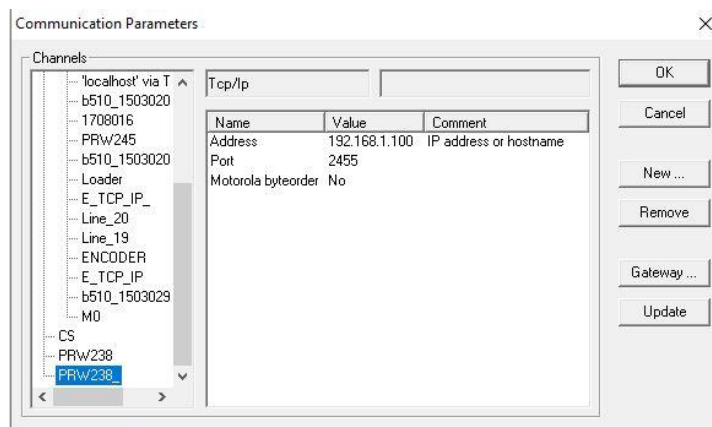 Communication Parameters
Channels
'localhost' via T
b510_1503020
1708016
PRW245
b510_1503020
Loader
E_TCP_IP_
Line_20
Line_19
ENCODER
E_TCP_IP
b510_1503029
M0
CS
PRW238
PRW238_
Tcp/Ip
Name Value Comment
Address 192.168.1.100 IP address or hostname
Port 2455
Motorola byteorder No
OK
Cancel
New ...
Remove
Gateway ...
Update